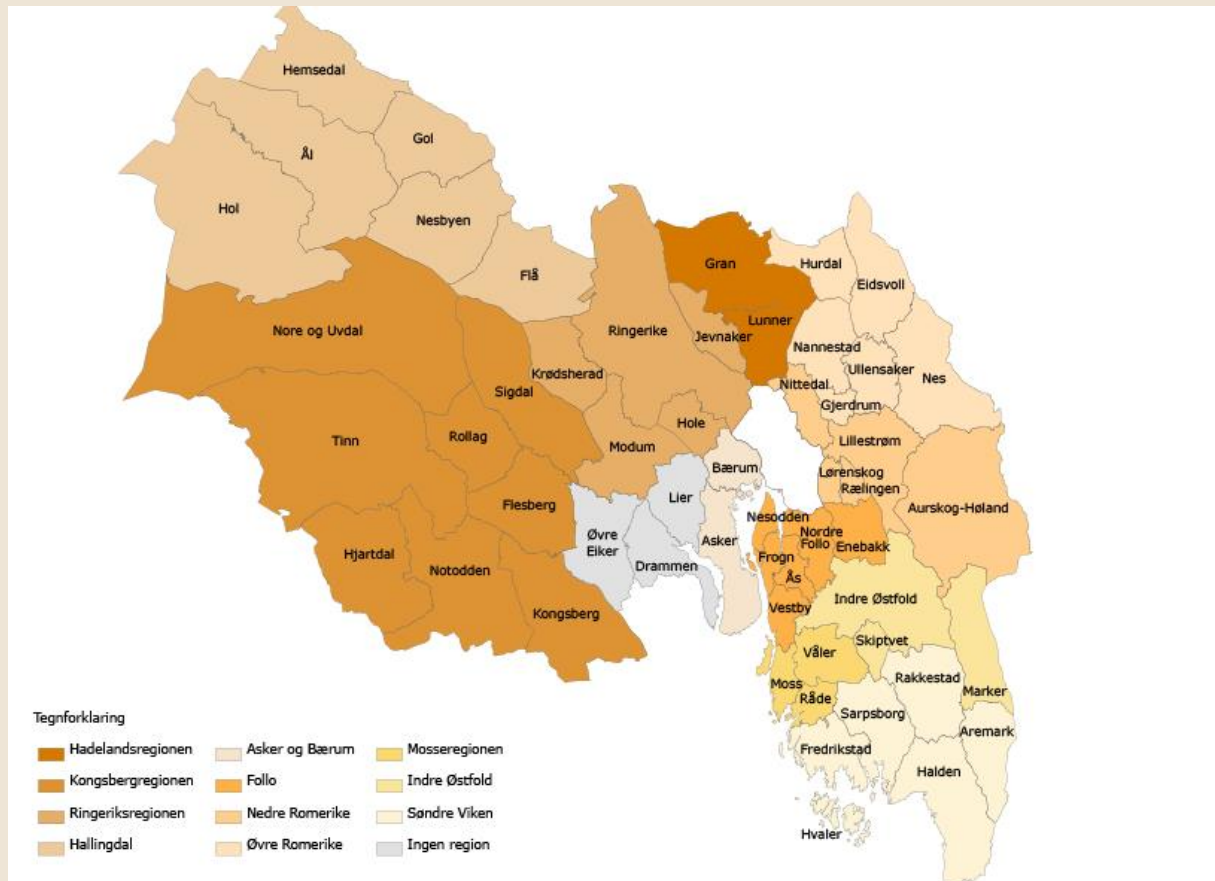 Hemsedal
Gol
Ål
Hol
Nesbyen
Flå
Gran
Hurdal
Eidsvoll
Nore og Uvdal
Ringerike
Lunner
Jevnaker
Nannestad
Krødsherad
Ullensaker
Sigdal
Nittedal
Nes
Gjerdrum
Hole
Tinn
Rollag
Modum
Lillestrøm
Bærum
Lørenskog
Rælingen
Lier
Flesberg
Aurskog-Høland
Nesodden
Øvre
Eiker
Asker
Nordre
Follo
Enebakk
Hjartdal
Frogn
Notodden
Drammen
Ås
Indre Østfold
Kongsberg
Vestby
Skiptvet
Våler
Rakkestad
Moss
Råde
Marker
Sarpsborg
Aremark
Fredrikstad
Halden
Hvaler
Tegnforklaring
Hadelandsregionen
Kongsbergregionen
Ringeriksregionen
Hallingdal
Asker og Bærum
Follo
Nedre Romerike
Øvre Romerike
Mosseregionen
Indre Østfold
Søndre Viken
Ingen region